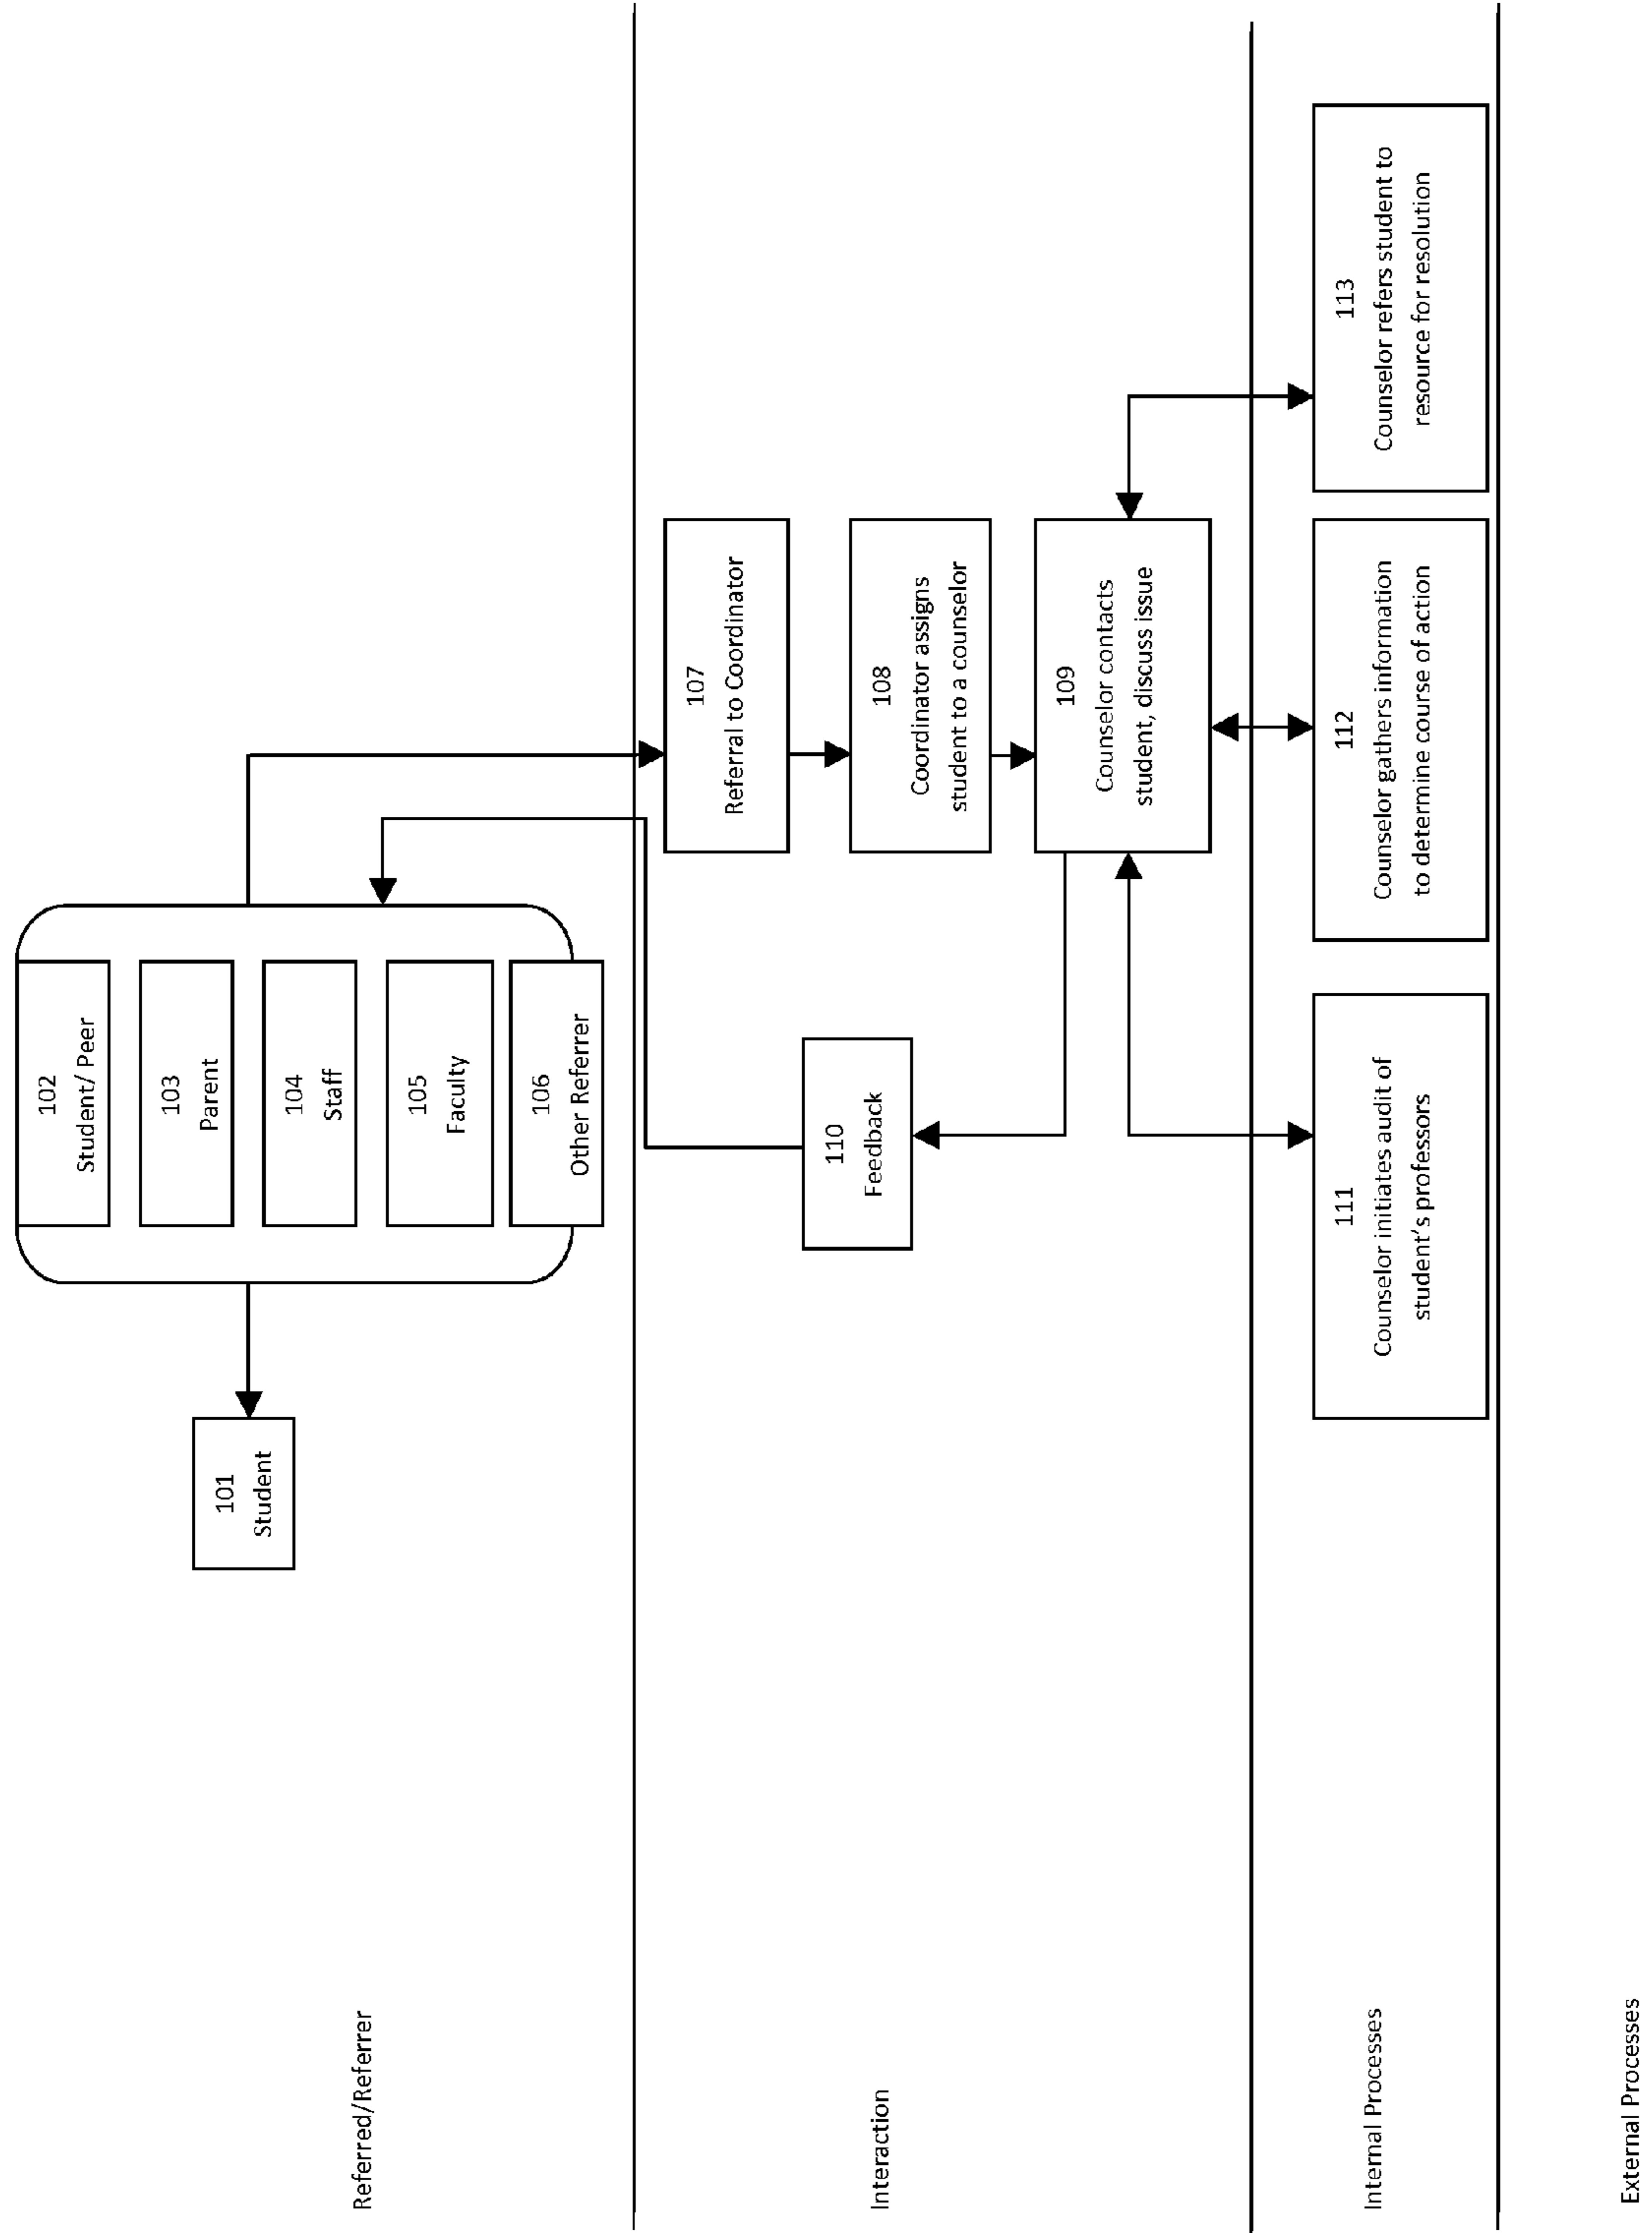 Referred/Referrer
101
Student
102
Student/ Peer
103
Parent
104
Staff
105
Faculty
106
Other Referrer
Interaction
107
Referral to Coordinator
108
Coordinator assigns
student to a counselor
109
Counselor contacts
student, discuss issue
110
Feedback
Internal Processes
111
Counselor initiates audit of
student's professors
112
Counselor gathers information
to determine course of action
113
Counselor refers student to
resource for resolution
External Processes